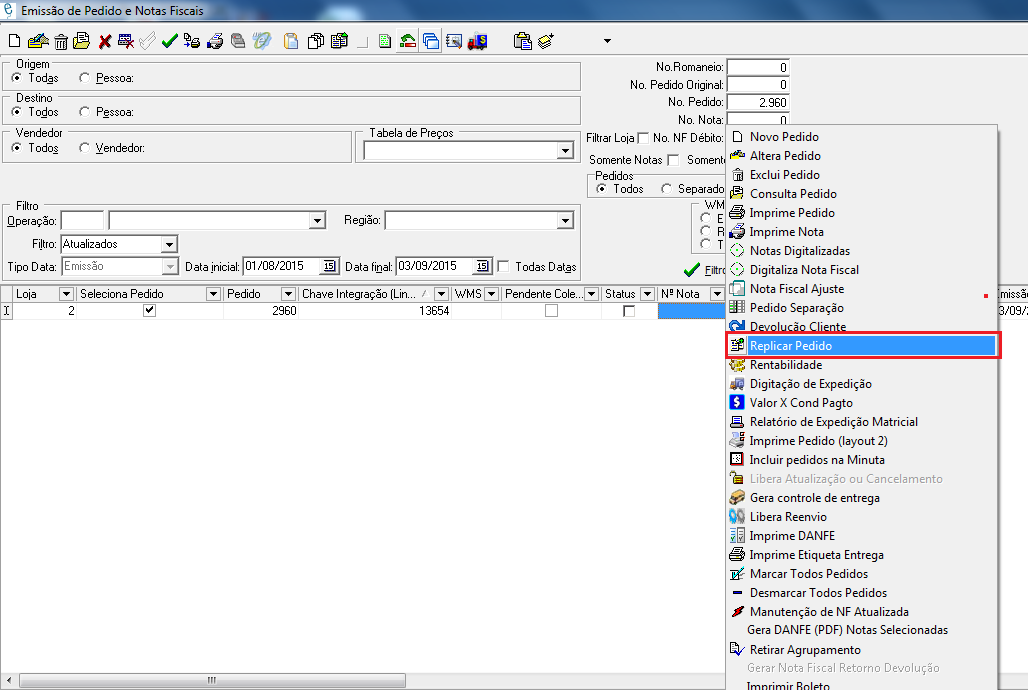 Emissão de Pedido e Notas Fiscais
Origem
Todas Pessoa:
Destino
Todos Pessoa:
Vendedor
Todos Vendedor:
Tabela de Preços
No.Romaneio: 0
No. Pedido Original: 0
No. Pedido: 2.960
No. Nota: 0
Filtrar Loja No. NF Débito:
Somente Notas Soment
Pedidos
Todos Separado
WM
E
R
T
Filtro
Operação: Região:
Filtro: Atualizados
Tipo Data: Emissão Data inicial: 01/08/2015 15 Data final: 03/09/2015 15 Todas Datas
Filtr
Loja Seleciona Pedido Pedido Chave Integração (Lin... WMS Pendente Cole... Status Nº Nota Emissã
2 2960 13654 3/09/
Novo Pedido
Altera Pedido
Exclui Pedido
Consulta Pedido
Imprime Pedido
Imprime Nota
Notas Digitalizadas
Digitaliza Nota Fiscal
Nota Fiscal Ajuste
Pedido Separação
Devolução Cliente
Replicar Pedido
Rentabilidade
Digitação de Expedição
Valor X Cond Pagto
Relatório de Expedição Matricial
Imprime Pedido (layout 2)
Incluir pedidos na Minuta
Libera Atualização ou Cancelamento
Gera controle de entrega
Libera Reenvio
Imprime DANFE
Imprime Etiqueta Entrega
Marcar Todos Pedidos
Desmarcar Todos Pedidos
Manutenção de NF Atualizada
Gera DANFE (PDF) Notas Selecionadas
Retirar Agrupamento
Gerar Nota Fiscal Retorno Devolução
Imprimir Boleto